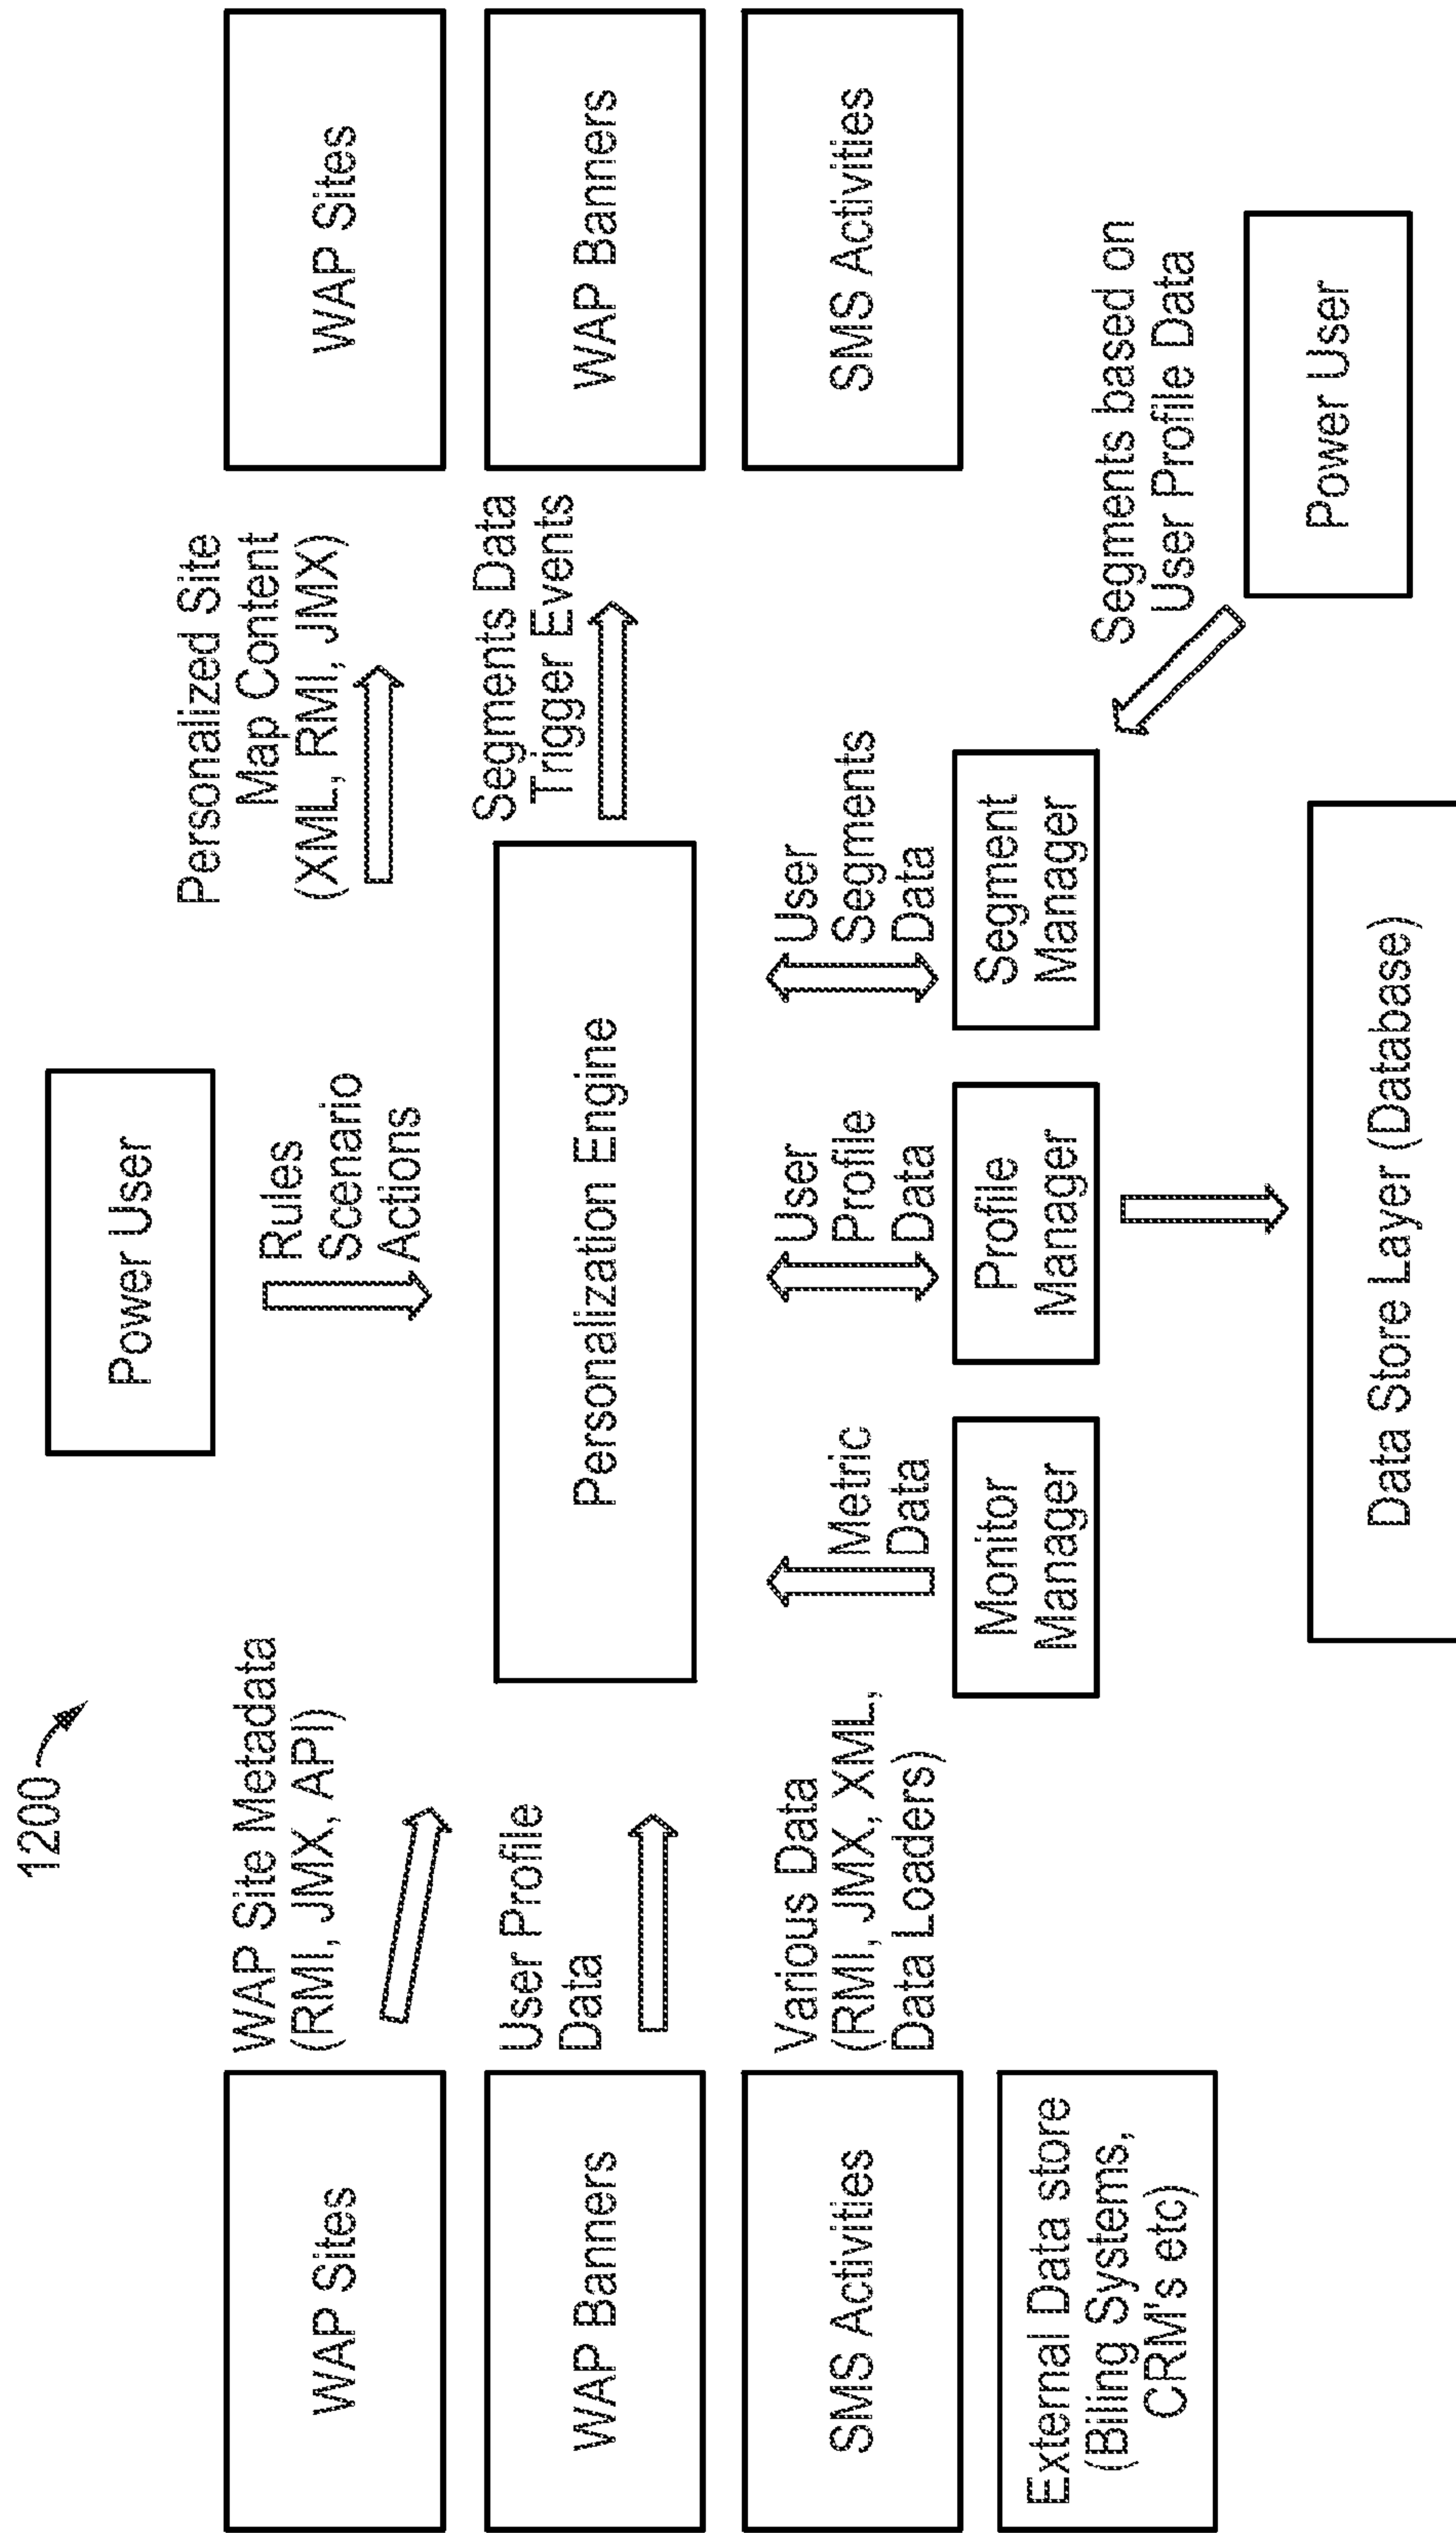 1200
Power User
Rules
Scenario
Actions
WAP Sites
WAP Site Metadata
(RMI, JMX, API)
Personalized Site
Map Content
(XML, RMI, JMX)
WAP Sites
WAP Banners
User Profile
Data
Personalization Engine
Segments Data
Trigger Events
WAP Banners
SMS Activities
Various Data
(RMI, JMX, XML,
Data Loaders)
Metric
Data
User
Profile
Data
User
Segments
Data
SMS Activities
External Data store
(Billing Systems,
CRM's etc)
Monitor
Manager
Profile
Manager
Segment
Manager
Segments based on
User Profile Data
Power User
Data Store Layer (Database)